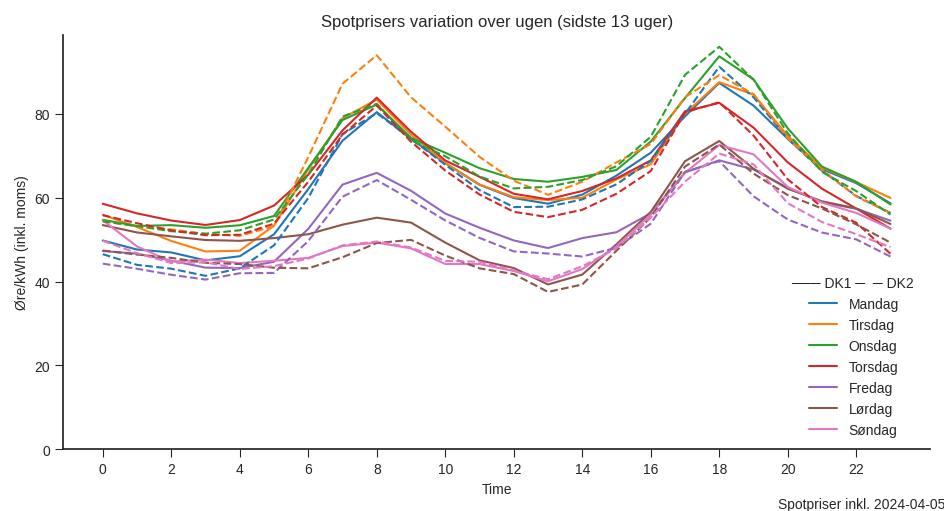 Spotprisers variation over ugen (sidste 13 uger)
Øre/kWh (inkl. moms)
80
60
40
20
0
0 2 4 6 8 10 12 14 16 18 20 22
Time
DK1 DK2
Mandag
Tirsdag
Onsdag
Torsdag
Fredag
Lørdag
Søndag
Spotpriser inkl. 2024-04-05